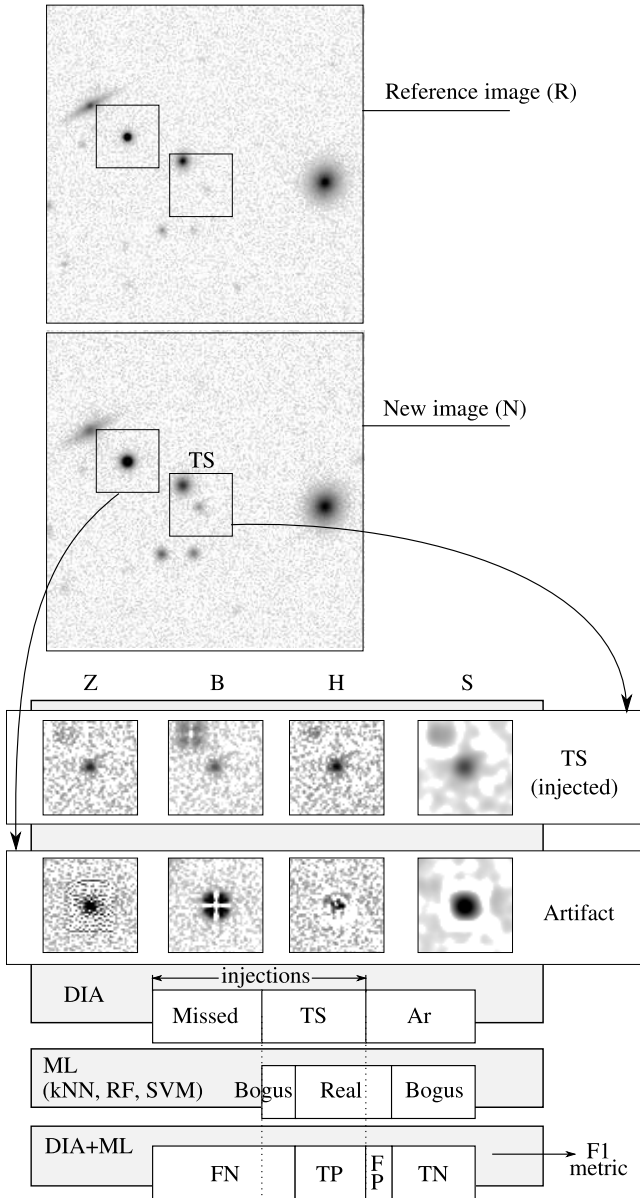 Reference image (R)
New image (N)
TS
Z B H S
TS
(injected)
Artifact
injections
DIA
Missed TS Ar
ML
(kNN, RF, SVM)
Bogus Real Bogus
DIA+ML
FN TP FP TN
F1
metric